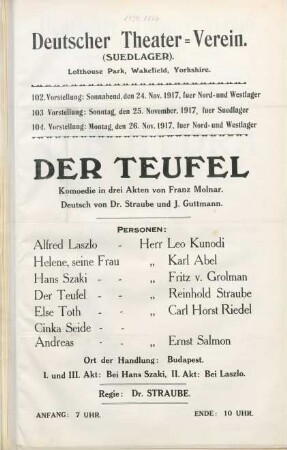 Deutscher Theater=Verein.
(SUEDLAGER).
Lofthouse Park, Wakefield, Yorkshire.
102. Vorstellung: Sonnabend, den 24. Nov. 1917, fuer Nord- und Westlager
103 Vorstellung: Sonntag, den 25. November, 1917, fuer Suedlager
104. Vorstellung: Montag, den 26. Nov. 1917, fuer Nord- und Westlager
DER TEUFEL
Komoedie in drei Akten von Franz Molnar.
Deutsch von Dr. Straube und J. Guttmann.
PERSONEN:
Alfred Laszlo - - Herr Leo Kunodi
Helene, seine Frau „ Karl Abel
Hans Szaki - - „ Fritz v. Grolman
Der Teufel - - „ Reinhold Straube
Else Toth - - „ Carl Horst Riedel
Cinka Seide - -
Andreas - - „ Ernst Salmon
Ort der Handlung: Budapest.
I. und III. Akt: Bei Hans Szaki, II. Akt: Bei Laszlo.
Regie: Dr. STRAUBE.
ANFANG: 7 UHR. ENDE: 10 UHR.